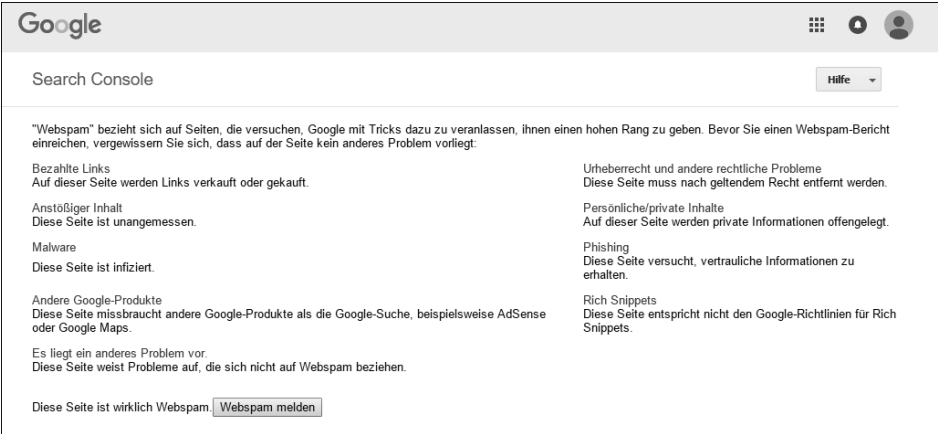 Google
Search Console
Hilfe
"Webspam" bezieht sich auf Seiten, die versuchen, Google mit Tricks dazu zu veranlassen, ihnen einen hohen Rang zu geben. Bevor Sie einen Webspam-Bericht
einreichen, vergewissern Sie sich, dass auf der Seite kein anderes Problem vorliegt:
Bezahlte Links
Auf dieser Seite werden Links verkauft oder gekauft.
Anstößiger Inhalt
Diese Seite ist unangemessen.
Malware
Diese Seite ist infiziert.
Andere Google-Produkte
Diese Seite missbraucht andere Google-Produkte als die Google-Suche, beispielsweise AdSense
oder Google Maps.
Es liegt ein anderes Problem vor.
Diese Seite weist Probleme auf, die sich nicht auf Webspam beziehen.
Urheberrecht und andere rechtliche Probleme
Diese Seite muss nach geltendem Recht entfernt werden.
Persönliche/private Inhalte
Auf dieser Seite werden private Informationen offengelegt.
Phishing
Diese Seite versucht, vertrauliche Informationen zu
erhalten.
Rich Snippets
Diese Seite entspricht nicht den Google-Richtlinien für Rich
Snippets.
Diese Seite ist wirklich Webspam. Webspam melden